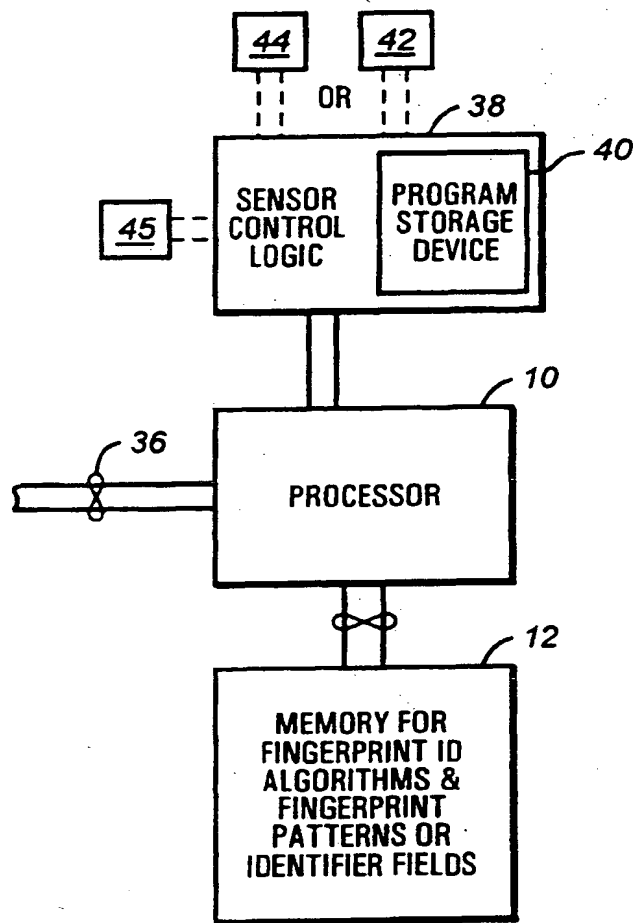 44
42
OR
38
40
SENSOR
CONTROL
LOGIC
PROGRAM
STORAGE
DEVICE
45
10
36
PROCESSOR
12
MEMORY FOR
FINGERPRINT ID
ALGORITHMS &
FINGERPRINT
PATTERNS OR
IDENTIFIER FIELDS